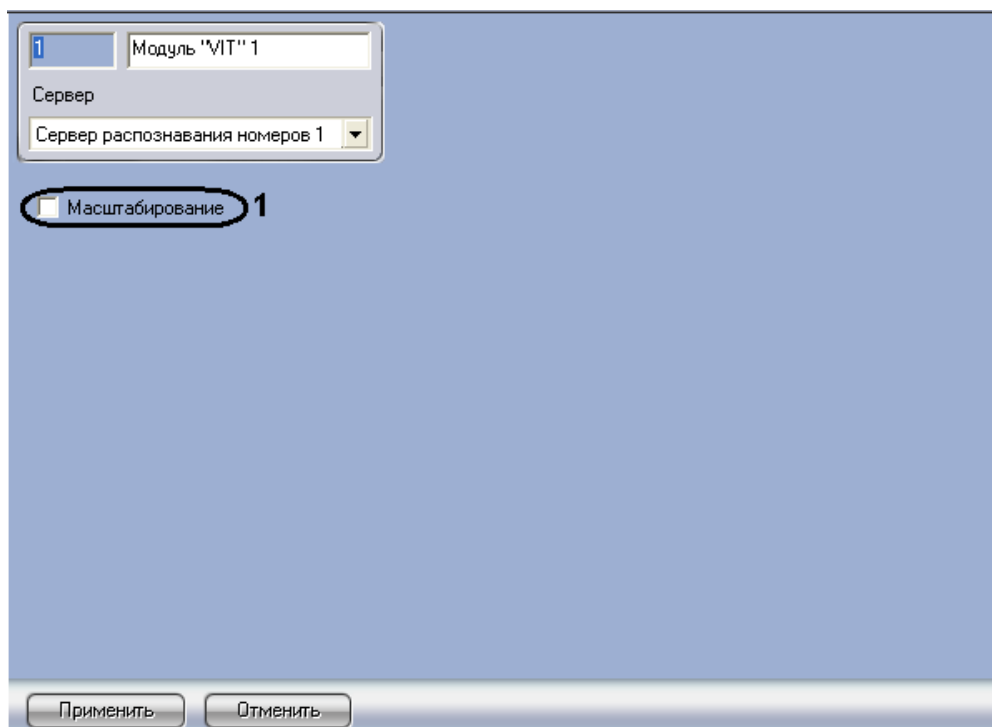 1 Модуль "VIT" 1
Сервер
Сервер распознавания номеров 1
Масштабирование 1
Применить Отменить